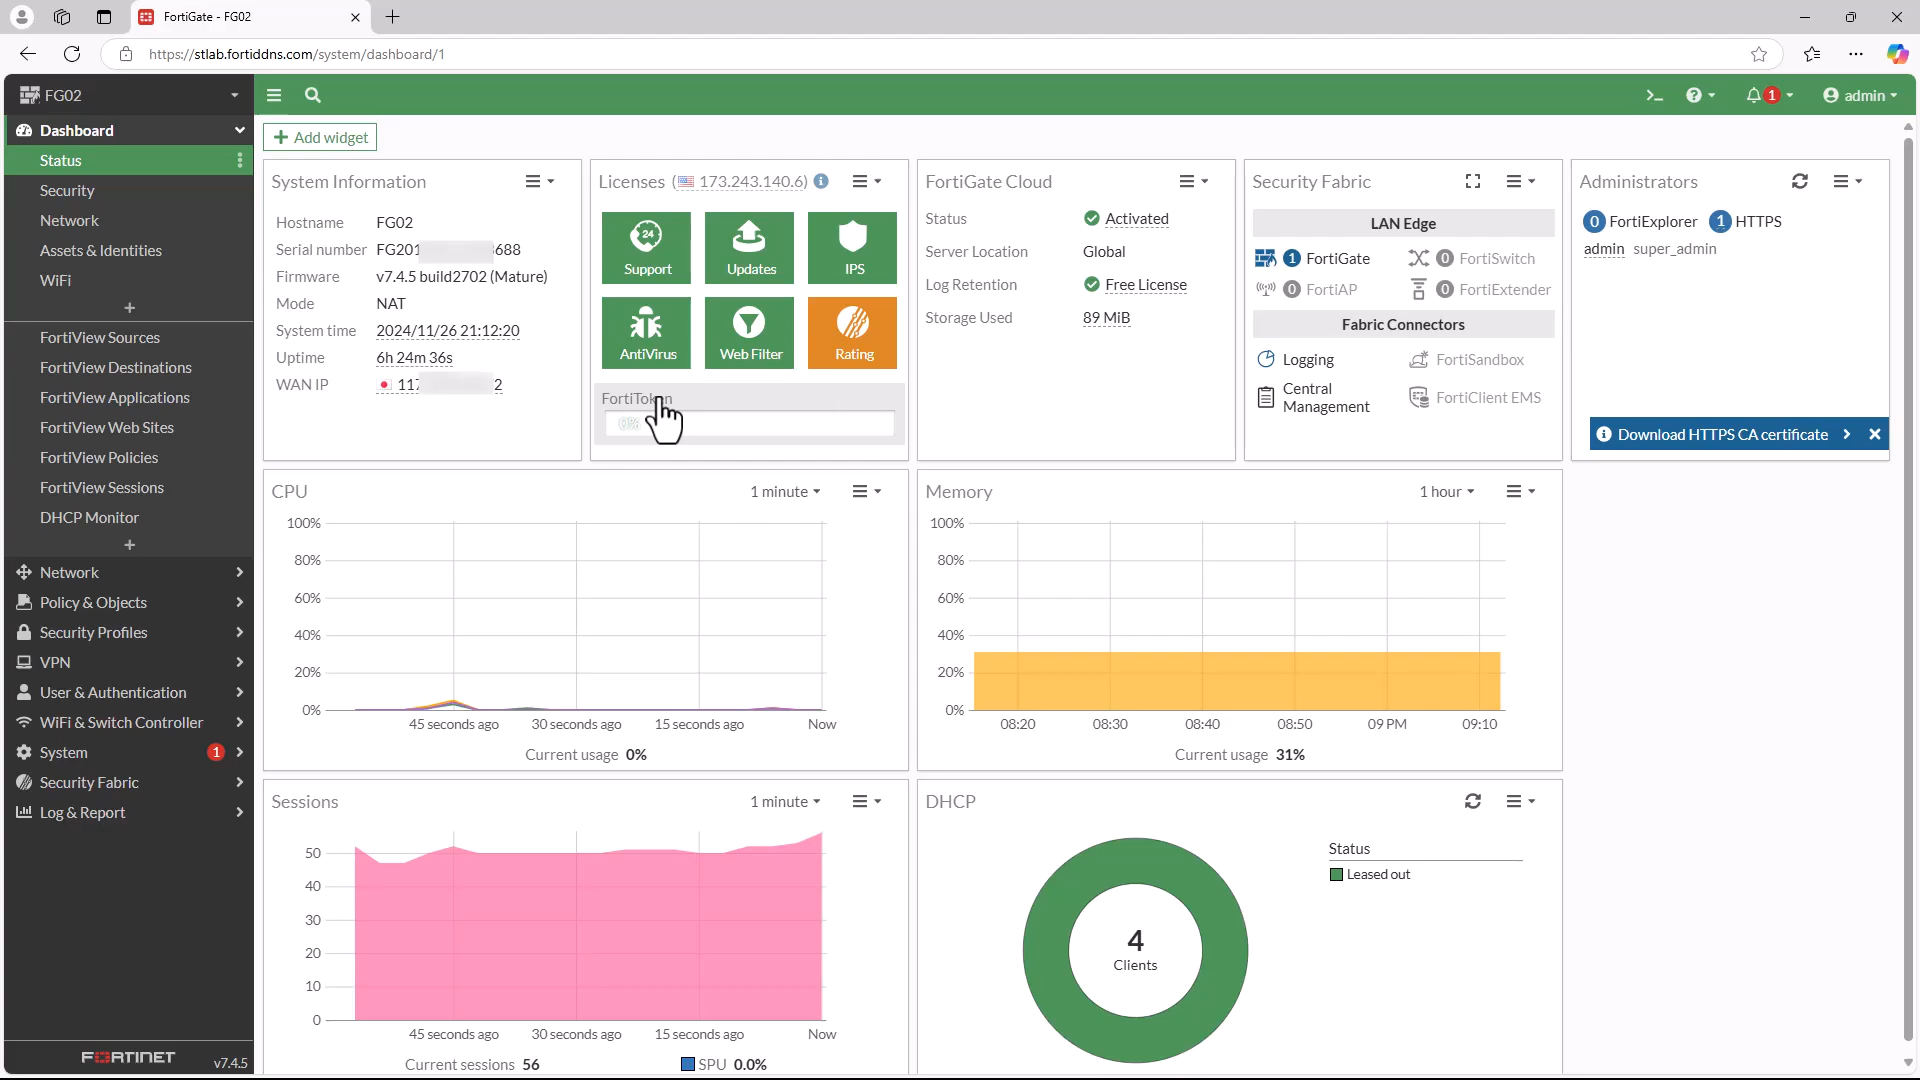 FortiGate - FG02
https://stlab.fortiddns.com/system/dashboard/1
FG02
1
admin
Dashboard
Status
Security
Network
Assets & Identities
WiFi
FortiView Sources
FortiView Destinations
FortiView Applications
FortiView Web Sites
FortiView Policies
FortiView Sessions
DHCP Monitor
Network
Policy & Objects
Security Profiles
VPN
User & Authentication
WiFi & Switch Controller
System 1
Security Fabric
Log & Report
FORTINET v7.4.5
+ Add widget
System Information
Hostname FG02
Serial number FG201 688
Firmware v7.4.5 build2702 (Mature)
Mode NAT
System time 2024/11/26 21:12:20
Uptime 6h 24m 36s
WAN IP 117 2
Licenses (173.243.140.6)
24
Support
Updates
IPS
AntiVirus
Web Filter
Rating
FortiToken
0%
FortiGate Cloud
Status Activated
Server Location Global
Log Retention Free License
Storage Used 89 MiB
Security Fabric
LAN Edge
1 FortiGate 0 FortiSwitch
0 FortiAP 0 FortiExtender
Fabric Connectors
Logging FortiSandbox
Central Management FortiClient EMS
Administrators
0 FortiExplorer 1 HTTPS
admin super_admin
Download HTTPS CA certificate
CPU 1 minute
100%
80%
60%
40%
20%
0%
45 seconds ago 30 seconds ago 15 seconds ago Now
Current usage 0%
Memory 1 hour
100%
80%
60%
40%
20%
0%
08:20 08:30 08:40 08:50 09 PM 09:10
Current usage 31%
Sessions 1 minute
50
40
30
20
10
0
45 seconds ago 30 seconds ago 15 seconds ago Now
Current sessions 56 SPU 0.0%
DHCP
4
Clients
Status
Leased out